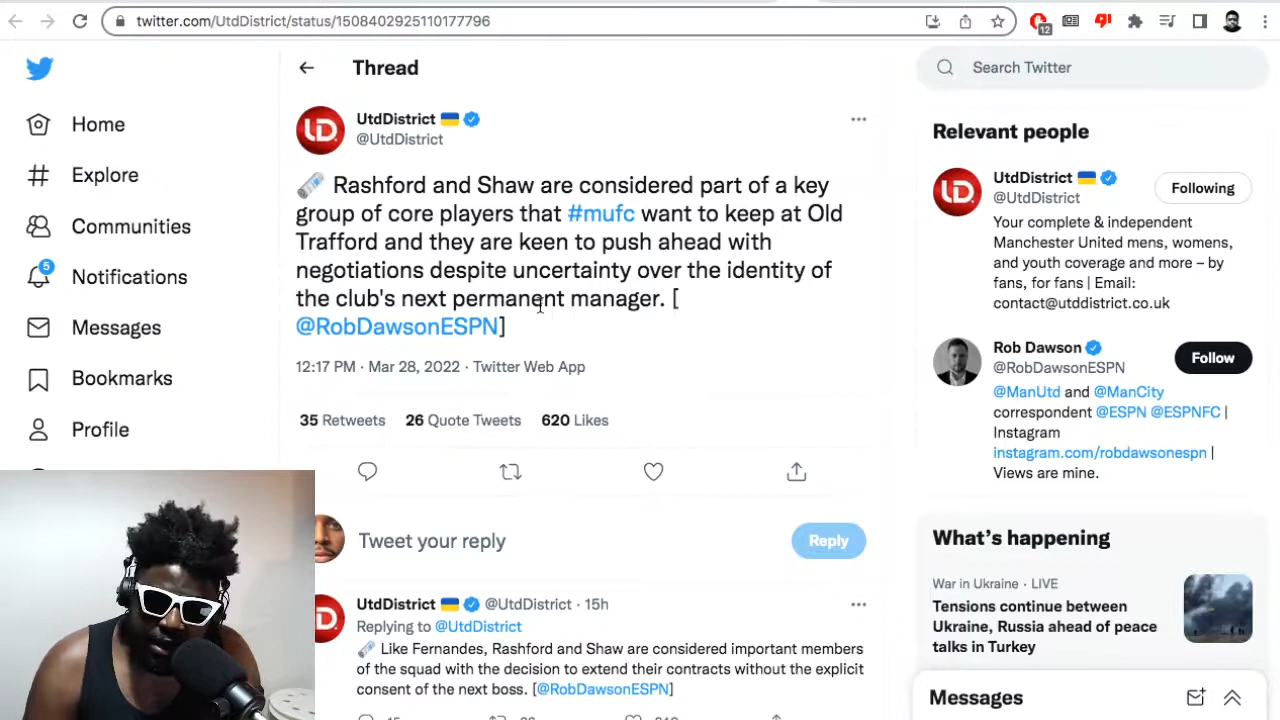 twitter.com/UtdDistrict/status/1508402925110177796
12
Home
Explore
Communities
5
Notifications
Messages
Bookmarks
Profile
Thread
UtdDistrict
@UtdDistrict
Rashford and Shaw are considered part of a key
group of core players that #mufc want to keep at Old
Trafford and they are keen to push ahead with
negotiations despite uncertainty over the identity of
the club's next permanent manager. [
@RobDawsonESPN]
12:17 PM · Mar 28, 2022 · Twitter Web App
35 Retweets 26 Quote Tweets 620 Likes
Tweet your reply
Reply
UtdDistrict @UtdDistrict · 15h
Replying to @UtdDistrict
Like Fernandes, Rashford and Shaw are considered important members
of the squad with the decision to extend their contracts without the explicit
consent of the next boss. [@RobDawsonESPN]
Search Twitter
Relevant people
UtdDistrict
@UtdDistrict
Following
Your complete & independent
Manchester United mens, womens,
and youth coverage and more – by
fans, for fans | Email:
contact@utddistrict.co.uk
Rob Dawson
@RobDawsonESPN
Follow
@ManUtd and @ManCity
correspondent @ESPN @ESPNFC |
Instagram
instagram.com/robdawsonespn |
Views are mine.
What's happening
War in Ukraine · LIVE
Tensions continue between
Ukraine, Russia ahead of peace
talks in Turkey
Messages